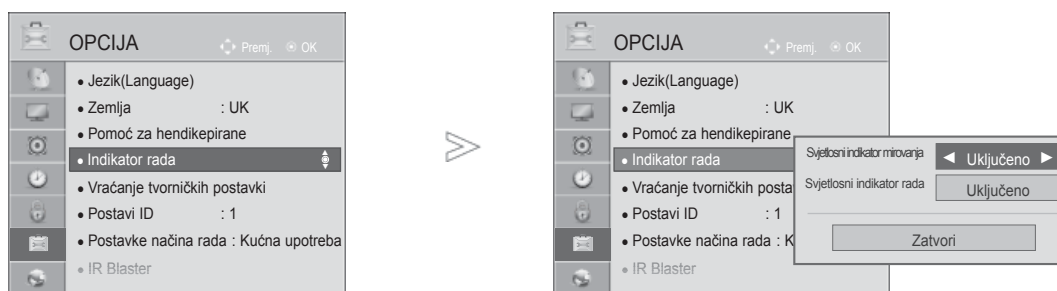 OPCIJA Premj. OK
• Jezik(Language)
• Zemlja : UK
• Pomoć za hendikepirane
• Indikator rada
• Vraćanje tvorničkih postavki
• Postavi ID : 1
• Postavke načina rada : Kućna upotreba
• IR Blaster
OPCIJA Premj. OK
• Jezik(Language)
• Zemlja : UK
• Pomoć za hendikepirane
• Indikator rada
• Vraćanje tvorničkih posta
• Postavi ID : 1
• Postavke načina rada : K
• IR Blaster
Svjetlosni indikator mirovanja ◀ Uključeno ▶
Svjetlosni indikator rada Uključeno
Zatvori